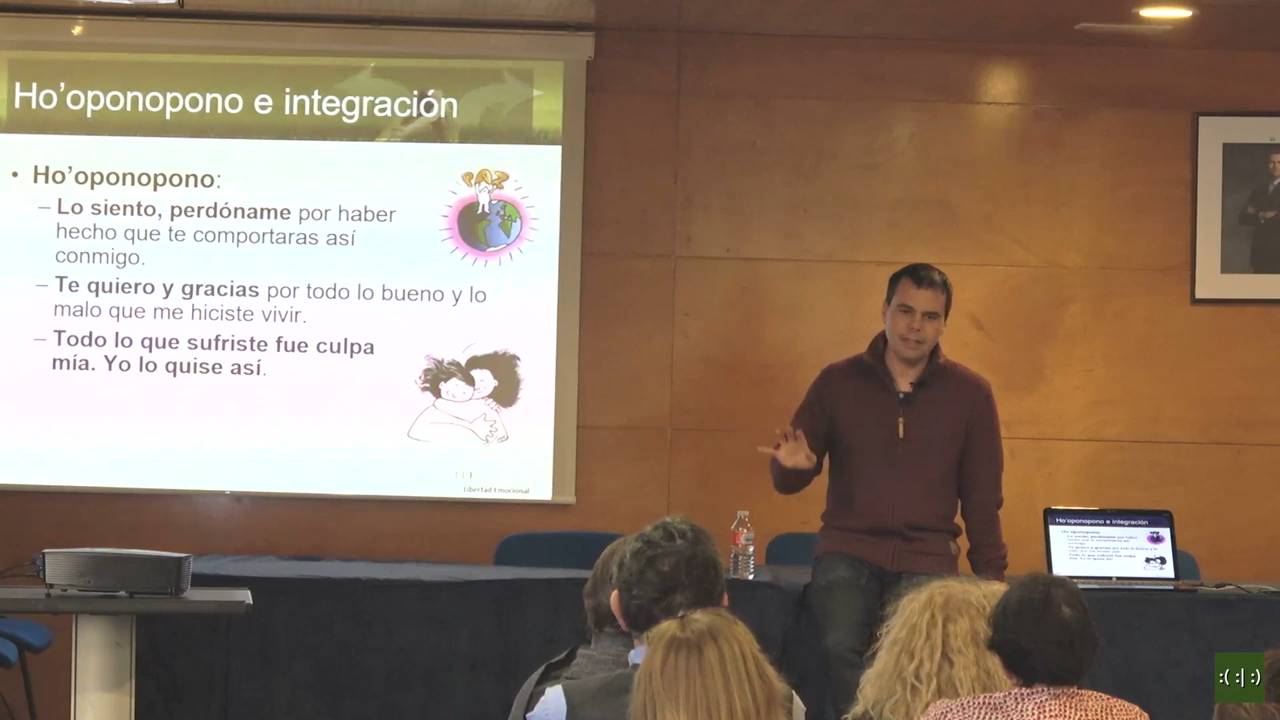 Ho'oponopono e integración
• Ho'oponopono:
– Lo siento, perdóname por haber
hecho que te comportaras así
conmigo.
– Te quiero y gracias por todo lo bueno y lo
malo que me hiciste vivir.
– Todo lo que sufriste fue culpa
mía. Yo lo quise así.
Libertad Emocional
Ho'oponopono e integración
:( :| :)